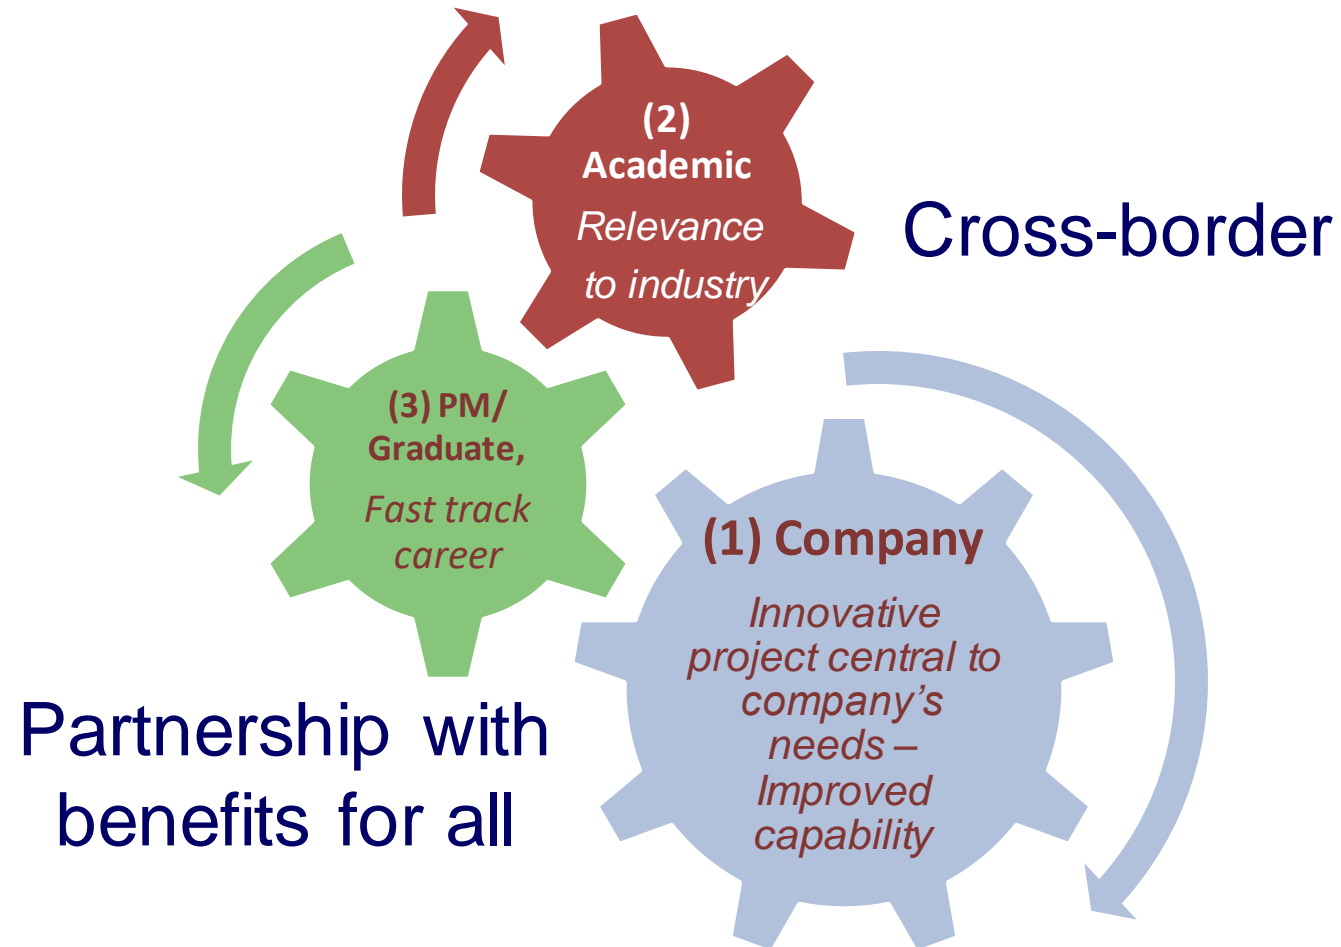 (2)
Academic
Relevance
to industry
Cross-border
(3) PM/
Graduate,
Fast track
career
(1) Company
Innovative
project central to
company’s
needs –
Improved
capability
Partnership with
benefits for all